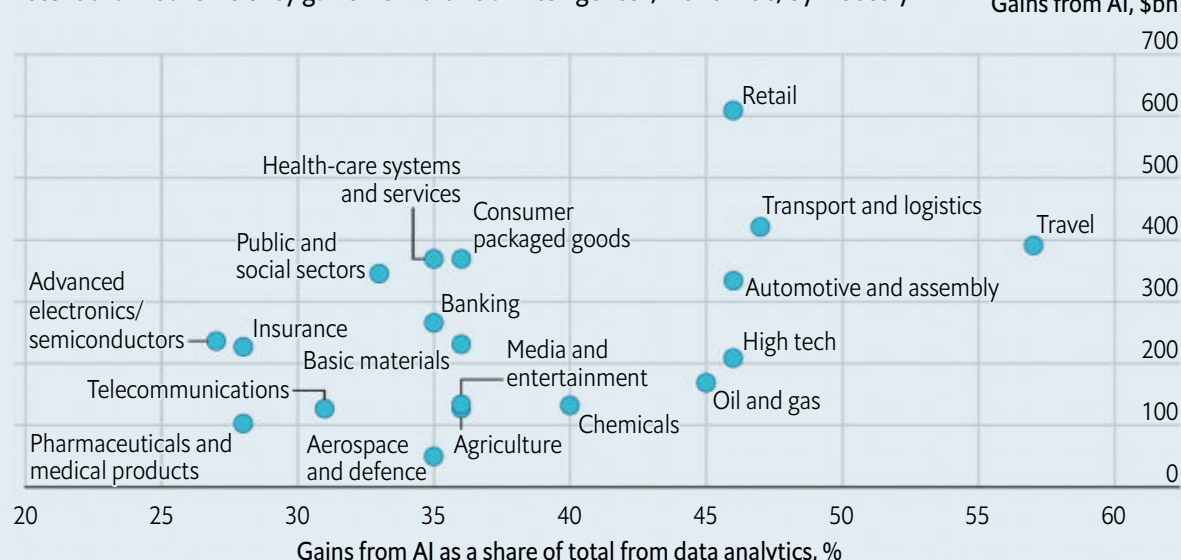 Gains from AI, $bn
700
600
500
400
300
200
100
0
Retail
Health-care systems
and services
Consumer
packaged goods
Transport and logistics
Travel
Public and
social sectors
Automotive and assembly
Advanced
electronics/
semiconductors
Insurance
Banking
Basic materials
Media and
entertainment
High tech
Telecommunications
Oil and gas
Chemicals
Pharmaceuticals and
medical products
Aerospace
and defence
Agriculture
20 25 30 35 40 45 50 55 60
Gains from AI as a share of total from data analytics, %